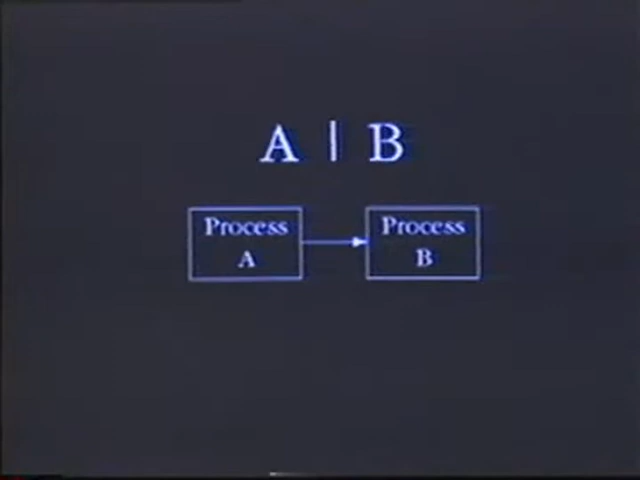 A | B
Process
A
Process
B